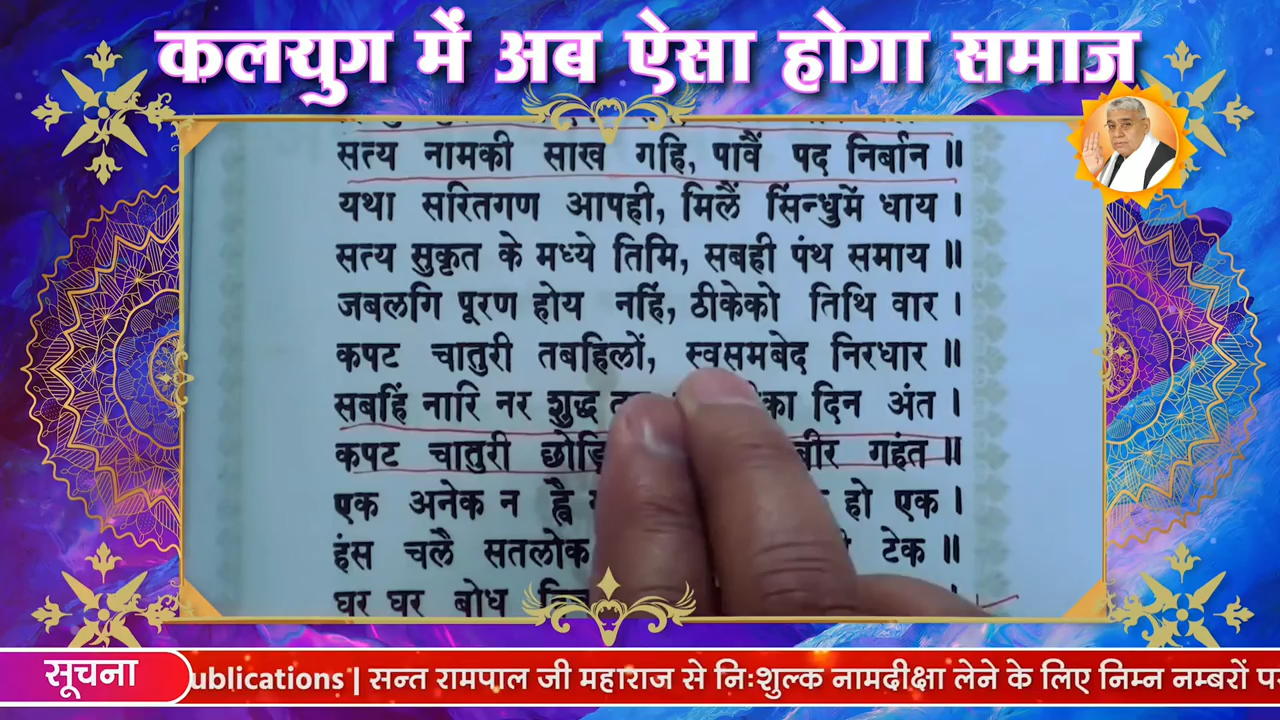 कलयुग में अब ऐसा होगा समाज
सत्य नामकी साख गहि, पावैं पद निर्बान ॥
यथा सरितगण आपही, मिलैं सिंन्धुमें धाय ।
सत्य सुकृत के मध्ये तिमि, सबही पंथ समाय ॥
जबलगि पूरण होय नहिं, ठीकेको तिथि वार ।
कपट चातुरी तबहिलों, स्वसमबेद निरधार ॥
सबहिं नारि नर शुद्ध दिन अंत ।
कपट चातुरी गहंत ॥
एक अनेक न ह्वै हो एक ।
हंस चलै सतलोक टेक ॥
घर घर बोध
सूचना
ublications | सन्त रामपाल जी महाराज से निःशुल्क नामदीक्षा लेने के लिए निम्न नम्बरों